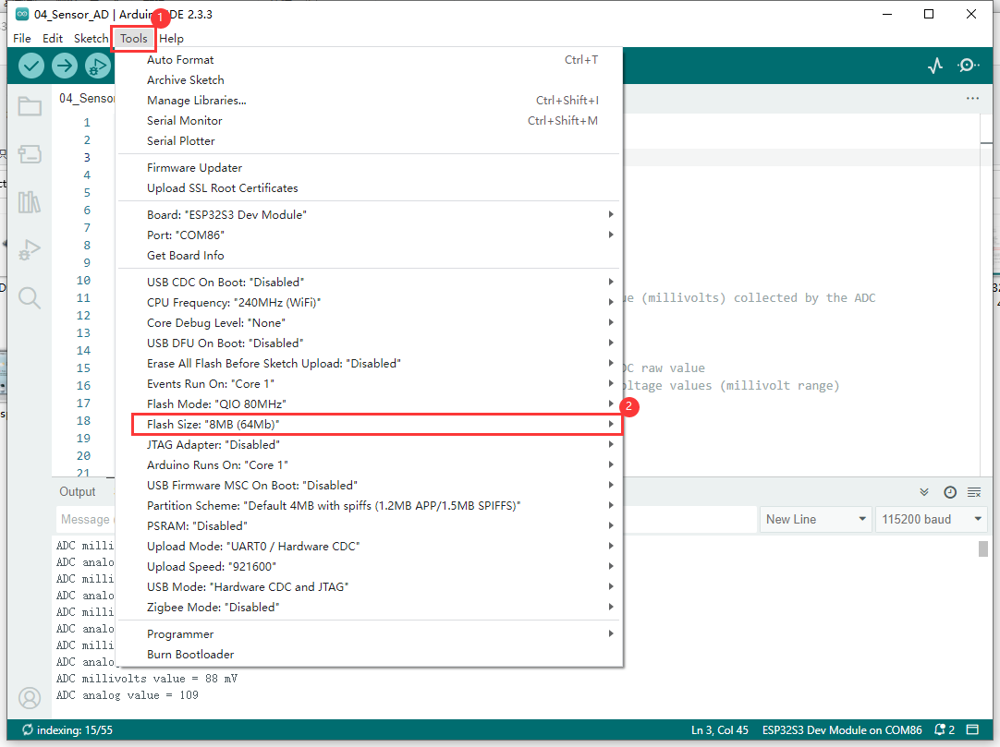 04_Sensor_AD | Arduin IDE 2.3.3
1
File Edit Sketch Tools Help
Auto Format Ctrl+T
Archive Sketch
Manage Libraries... Ctrl+Shift+I
04_Sensor
Serial Monitor Ctrl+Shift+M
Serial Plotter
Firmware Updater
Upload SSL Root Certificates
Board: "ESP32S3 Dev Module"
Port: "COM86"
Get Board Info
USB CDC On Boot: "Disabled"
CPU Frequency: "240MHz (WiFi)"
Core Debug Level: "None"
USB DFU On Boot: "Disabled"
Erase All Flash Before Sketch Upload: "Disabled"
Events Run On: "Core 1"
Flash Mode: "QIO 80MHz"
2
Flash Size: "8MB (64Mb)"
JTAG Adapter: "Disabled"
Arduino Runs On: "Core 1"
USB Firmware MSC On Boot: "Disabled"
Partition Scheme: "Default 4MB with spiffs (1.2MB APP/1.5MB SPIFFS)"
PSRAM: "Disabled"
Upload Mode: "UART0 / Hardware CDC"
Upload Speed: "921600"
USB Mode: "Hardware CDC and JTAG"
Zigbee Mode: "Disabled"
Programmer
Burn Bootloader
1
2
3
4
5
6
7
8
9
10
11 ue (millivolts) collected by the ADC
12
13
14
15 DC raw value
16 oltage values (millivolt range)
17
18
19
20
21
Output
Message New Line 115200 baud
ADC milli
ADC analo
ADC milli
ADC analo
ADC milli
ADC analo
ADC milli
ADC analo
ADC millivolts value = 88 mV
ADC analog value = 109
indexing: 15/55 Ln 3, Col 45 ESP32S3 Dev Module on COM86 2